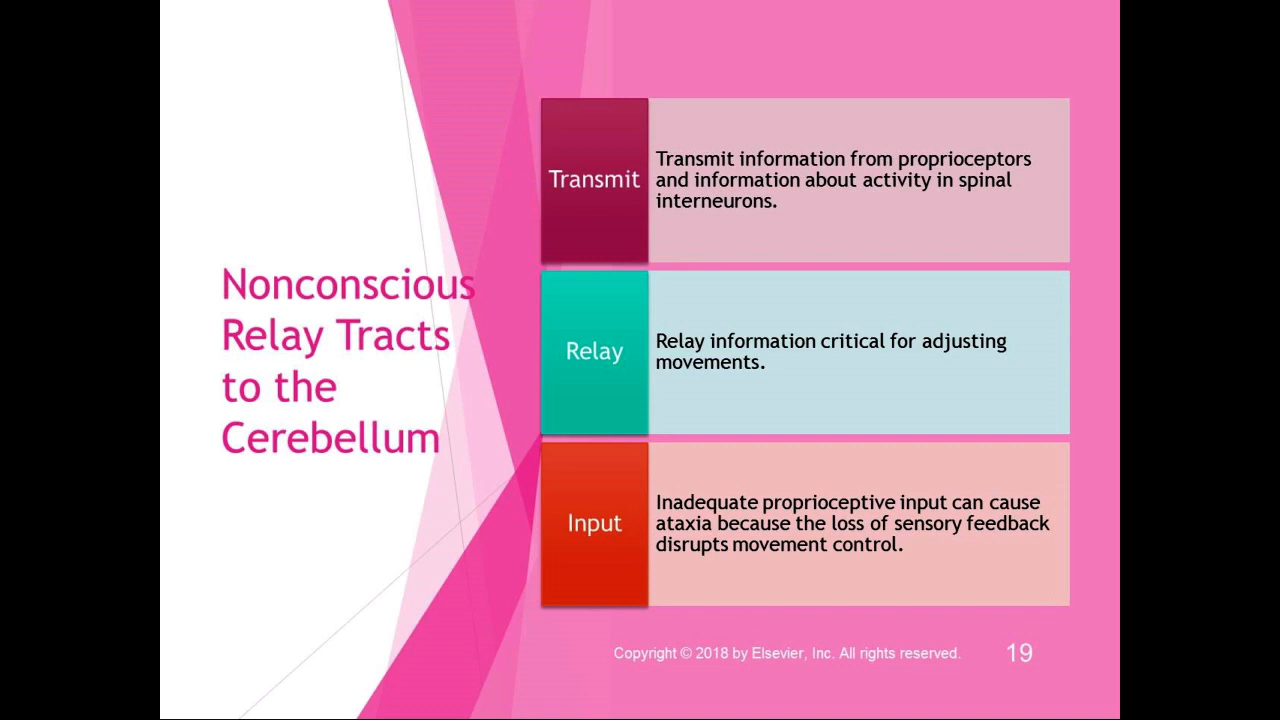 Nonconscious
Relay Tracts
to the
Cerebellum
Transmit
Transmit information from proprioceptors
and information about activity in spinal
interneurons.
Relay
Relay information critical for adjusting
movements.
Input
Inadequate proprioceptive input can cause
ataxia because the loss of sensory feedback
disrupts movement control.
Copyright © 2018 by Elsevier, Inc. All rights reserved.
19